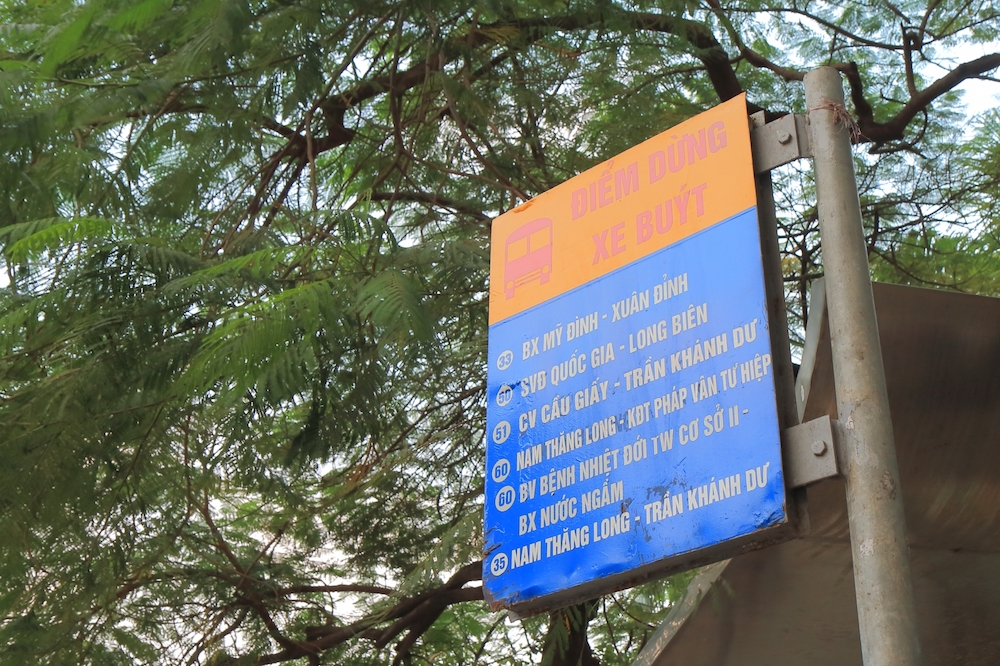 ĐIỂM DỪNG
XE BUÝT
33 BX MỸ ĐÌNH - XUÂN ĐỈNH
SVĐ QUỐC GIA - LONG BIÊN
51 CV CẦU GIẤY - TRẦN KHÁNH DƯ
60 NAM THĂNG LONG - KĐT PHÁP VÂN TƯ HIỆP
60 BV BỆNH NHIỆT ĐỚI TW CƠ SỞ II -
BX NƯỚC NGẦM
35 NAM THĂNG LONG - TRẦN KHÁNH DƯ